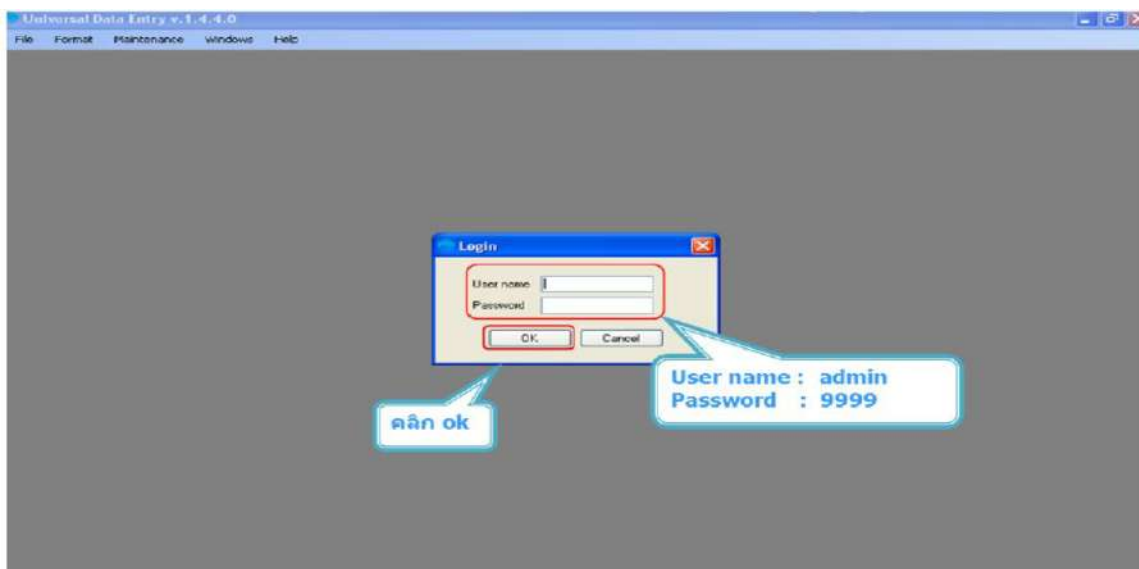 Universal Data Entry v.1.4.4.0
File Format Maintenance Windows Help
Login
User name
Password
OK Cancel
User name : admin
Password : 9999
คลิก ok